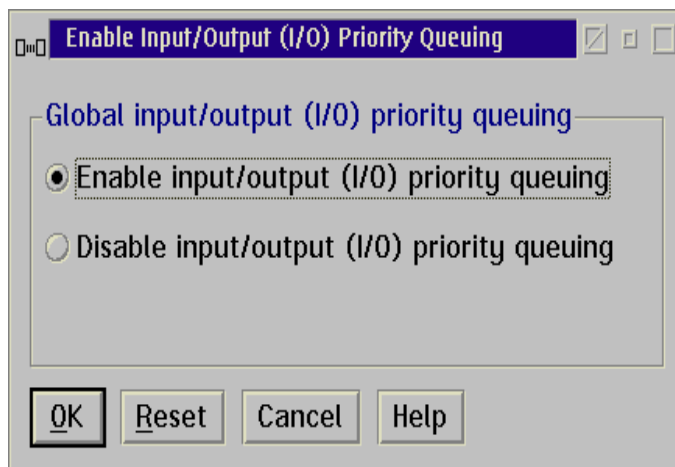 Enable Input/Output (I/O) Priority Queuing
Global input/output (I/O) priority queuing
Enable input/output (I/O) priority queuing
Disable input/output (I/O) priority queuing
OK Reset Cancel Help